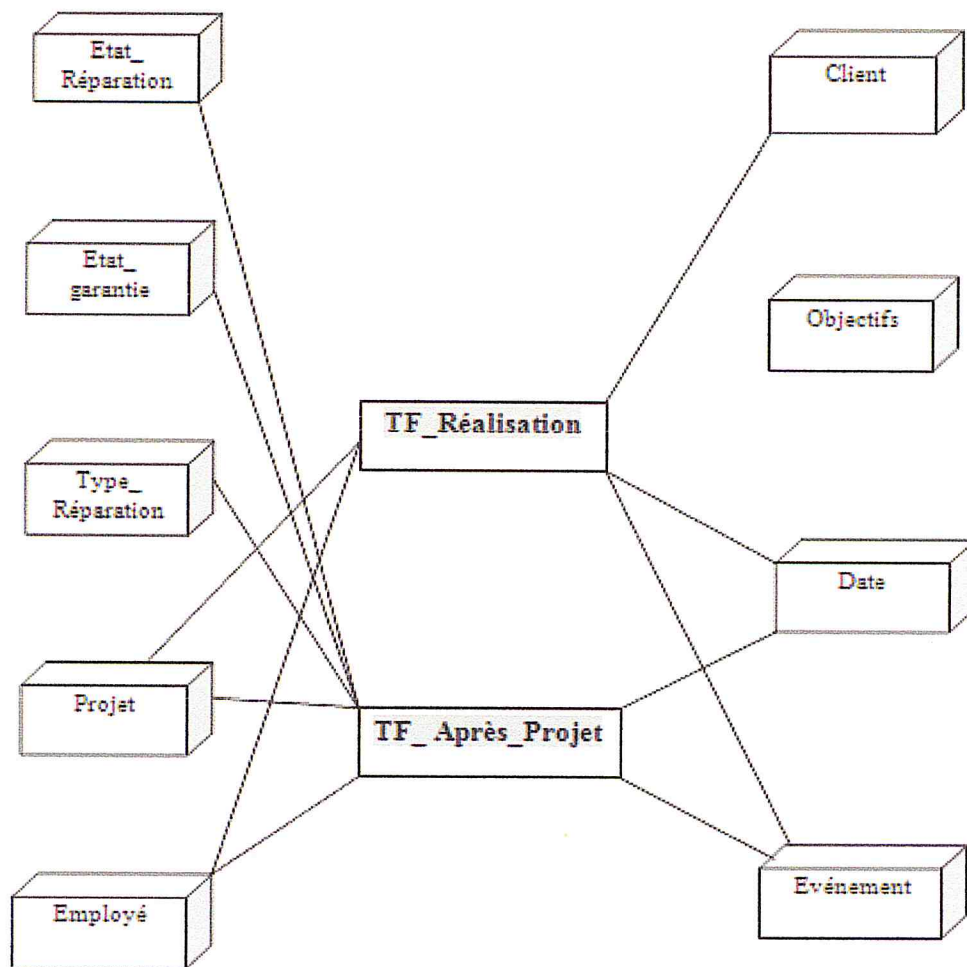 Etat_
Réparation
Client
Etat_
garantie
Objectifs
TF_Réalisation
Type_
Réparation
Date
Projet
TF_ Après_Projet
Employé
Evénement